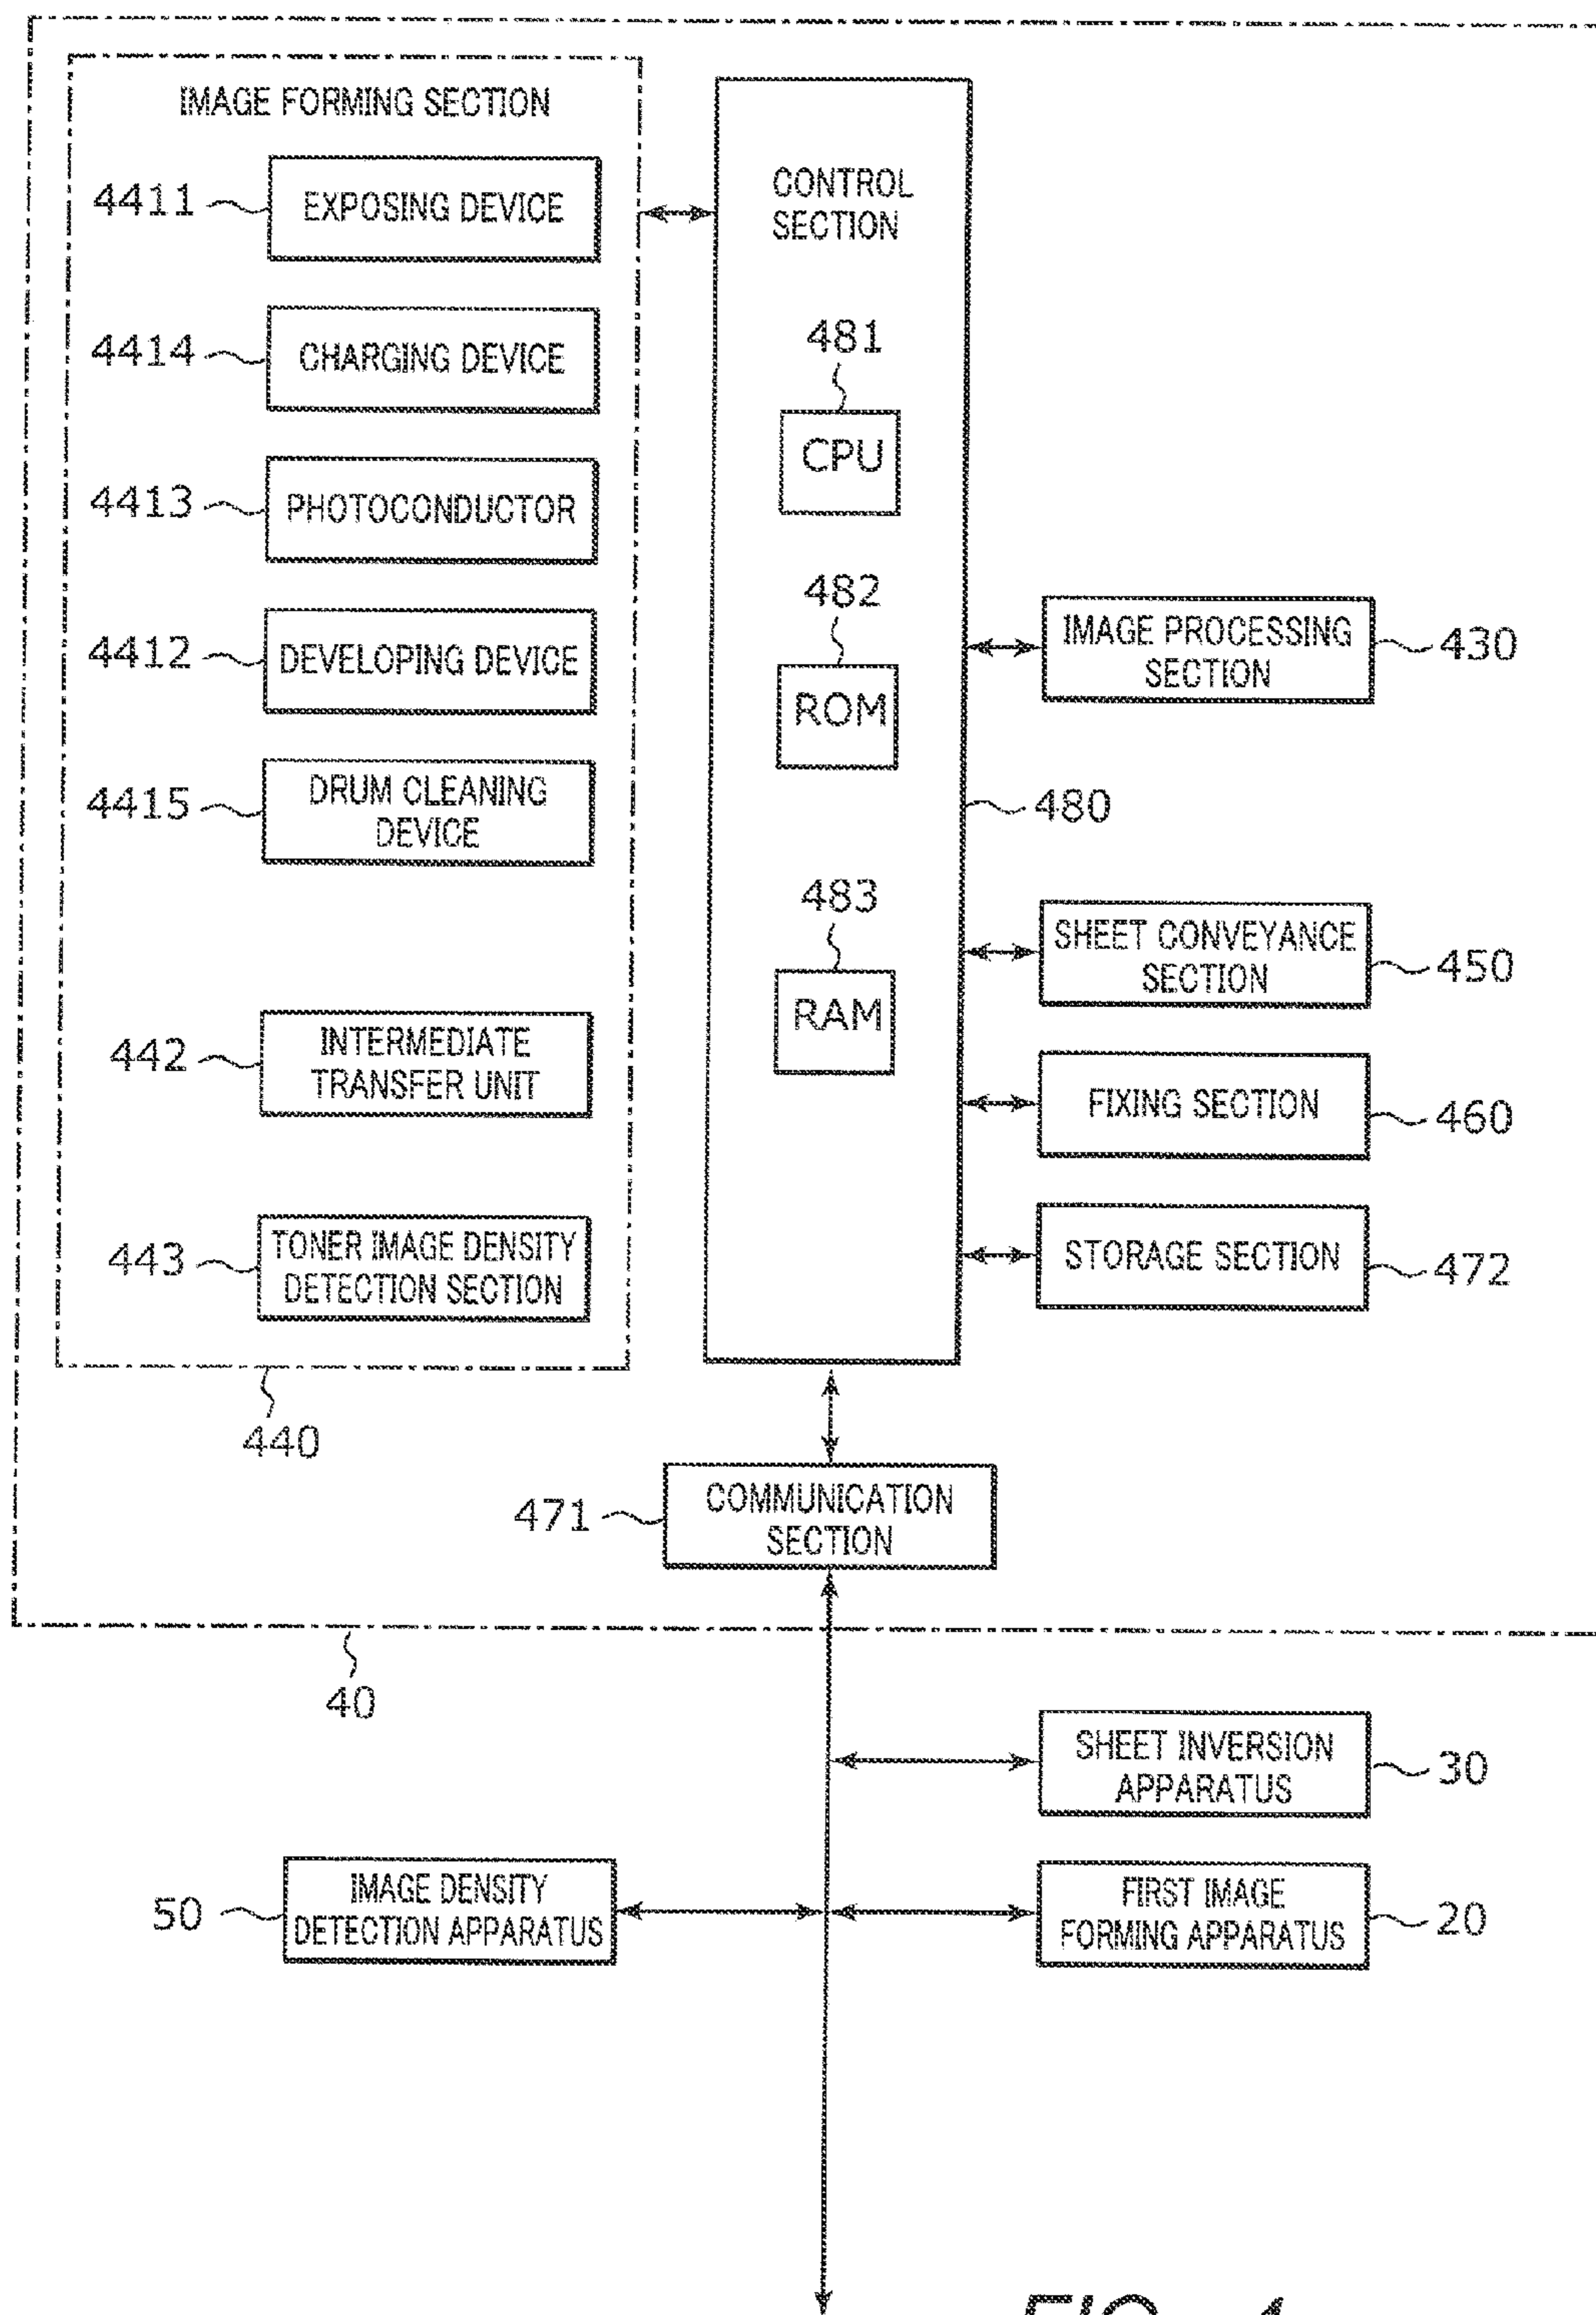 IMAGE FORMING SECTION
4411
EXPOSING DEVICE
4414
CHARGING DEVICE
4413
PHOTOCONDUCTOR
4412
DEVELOPING DEVICE
4415
DRUM CLEANING
DEVICE
442
INTERMEDIATE
TRANSFER UNIT
443
TONER IMAGE DENSITY
DETECTION SECTION
440
CONTROL
SECTION
481
CPU
482
ROM
483
RAM
480
IMAGE PROCESSING
SECTION
430
SHEET CONVEYANCE
SECTION
450
FIXING SECTION
460
STORAGE SECTION
472
471
COMMUNICATION
SECTION
40
SHEET INVERSION
APPARATUS
30
50
IMAGE DENSITY
DETECTION APPARATUS
FIRST IMAGE
FORMING APPARATUS
20